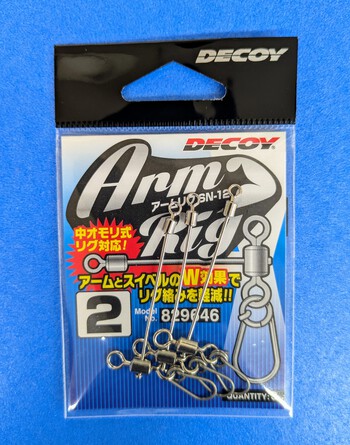 DECOY
DECOY
Arm Rig
アームリグ SN-12
中オモリ式
リグ対応!
アームとスイベルのW効果で
リグ絡みを軽減!!
2
Model No. 829646
QUANTITY: